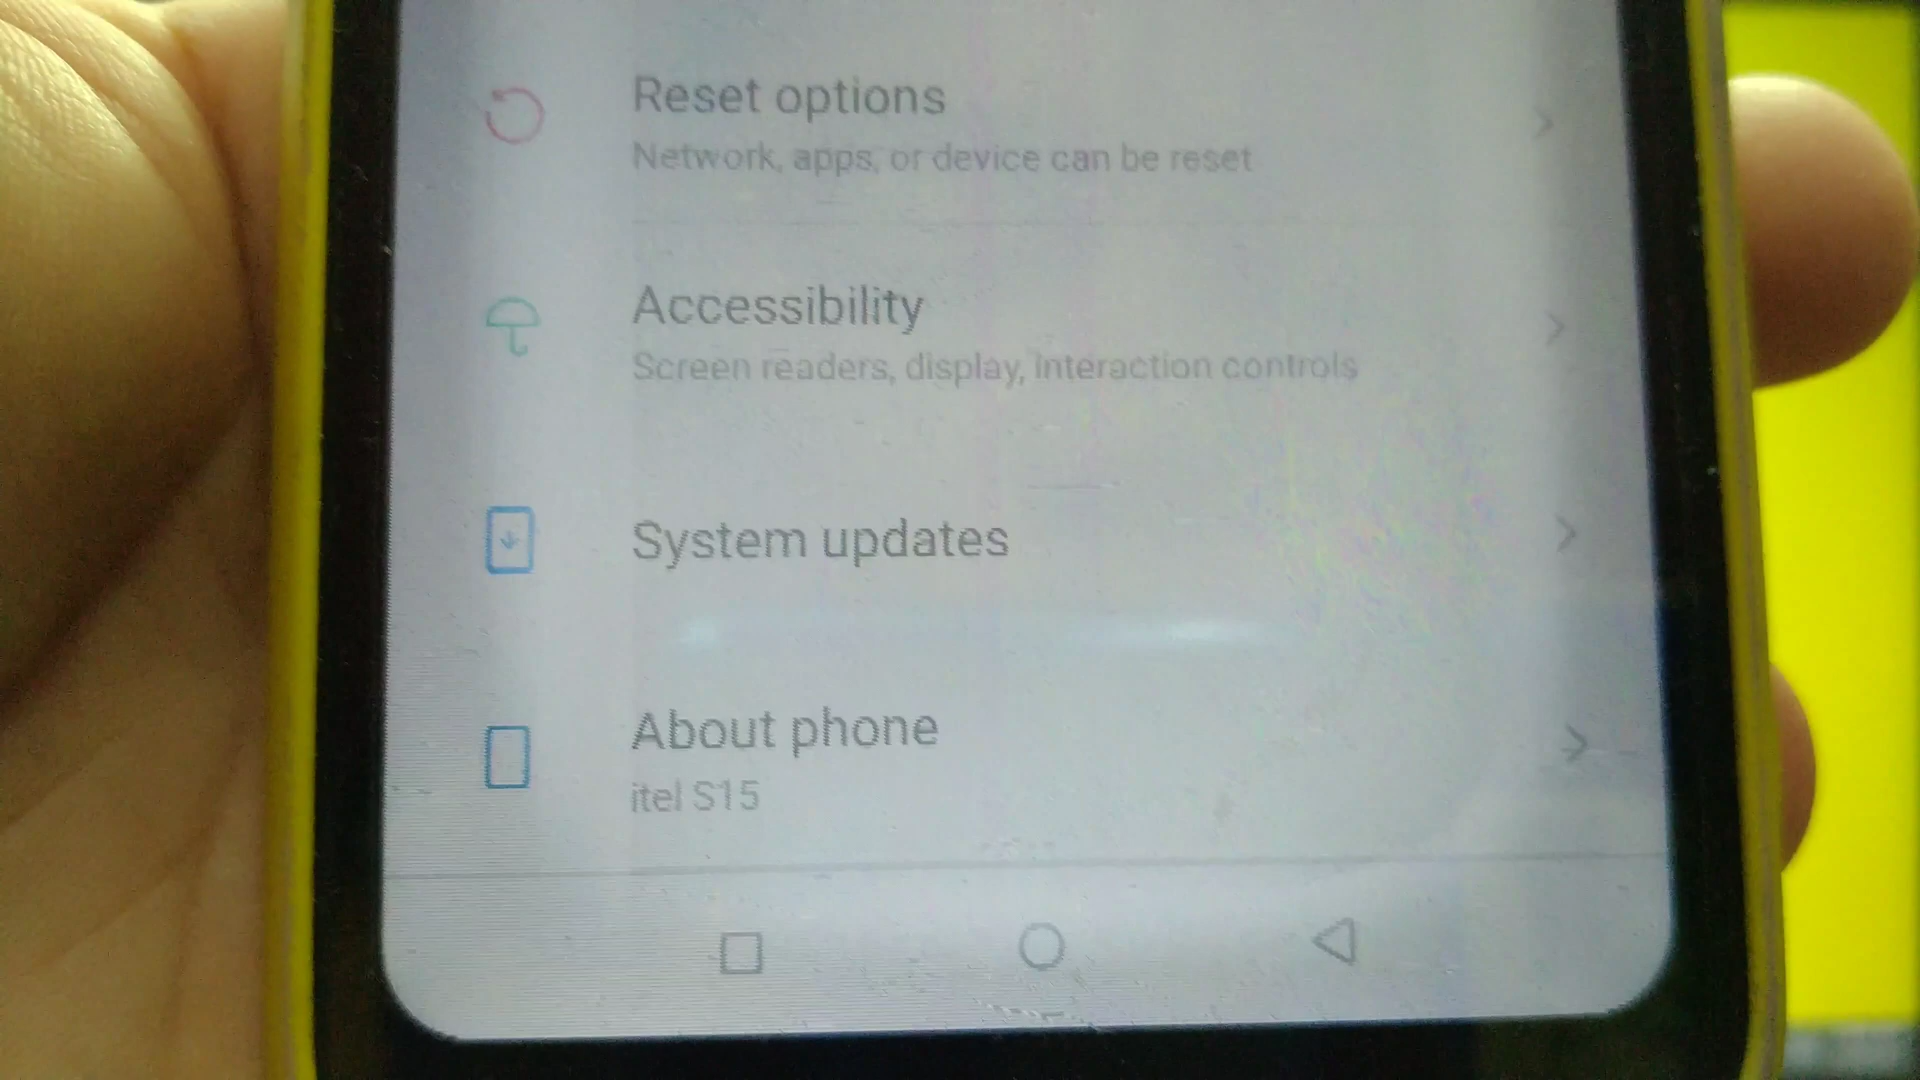 Reset options
Network, apps, or device can be reset
Accessibility
Screen readers, display, interaction controls
System updates
About phone
itel S15